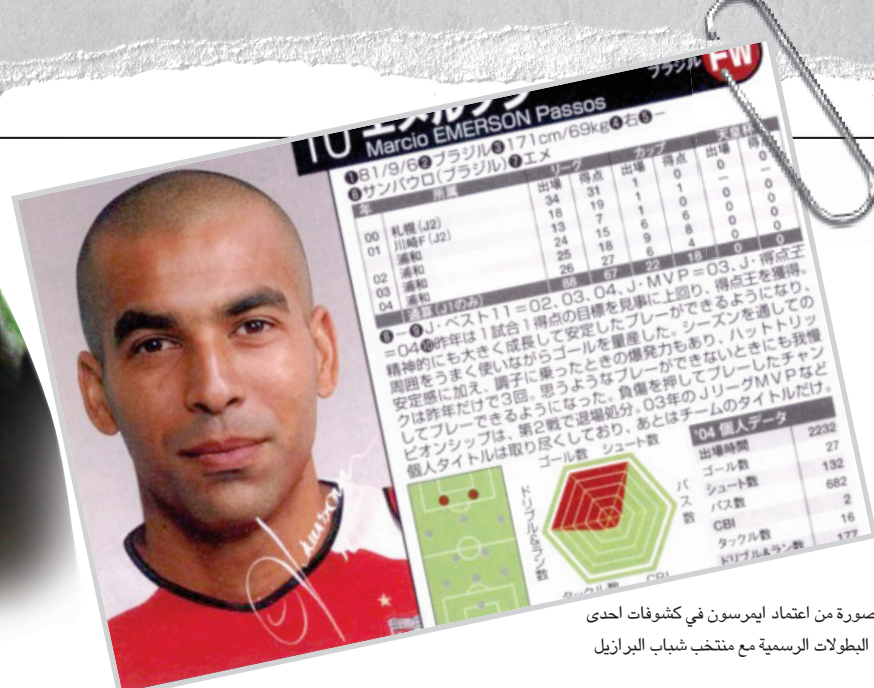 ブラジル FW
10 エメルソン
Marcio EMERSON Passos
❶81/9/6❷ブラジル❸171cm/69kg❹右❺−
❻サンパウロ(ブラジル)❼エメ
年 所属 リーグ カップ 天皇杯
出場 得点 出場 得点 出場 得点
00 札幌(J2) 34 31 1 0 0 0
01 川崎F(J2) 18 19 1 1 − −
浦和 13 7
02 浦和 24 15 6 6 0 0
03 浦和 25 18 9 8 0 0
04 浦和 26 27 6 4 0 0
通算(J1のみ) 88 67 22 18 0 0
❽−❾J・ベスト11=02、03、04、J・MVP=03、J・得点王
=04❿昨年は1試合1得点の目標を見事に上回り、得点王を獲得。
精神的にも大きく成長して安定したプレーができるようになり、
周囲をうまく使いながらゴールを量産した。シーズンを通しての
安定感に加え、調子に乗ったときの爆発力もあり、ハットトリッ
クは昨年だけで3回。思うようなプレーができないときにも我慢
してプレーできるようになった。負傷を押してプレーしたチャン
ピオンシップは、第2戦で退場処分。03年のJリーグMVPなど
個人タイトルは取り尽くしており、あとはチームのタイトルだけ。
ゴール数 シュート数
ドリブル&ラン数
パス数
タックル数 CBI
'04 個人データ
出場時間 2232
ゴール数 27
シュート数 132
パス数 682
CBI 2
タックル数 16
ドリブル&ラン数 177
صورة من اعتماد ايمرسون في كشوفات احدى
البطولات الرسمية مع منتخب شباب البرازيل